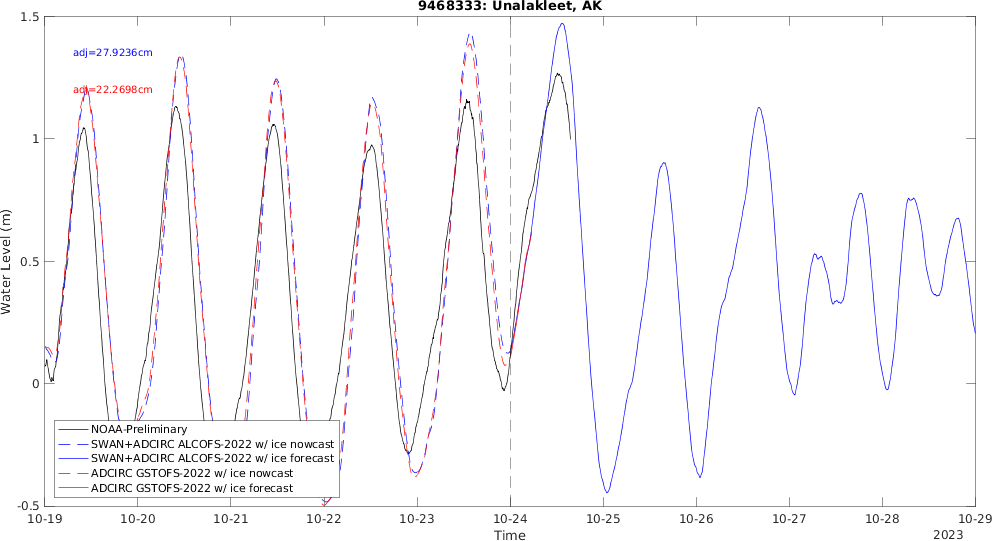 9468333: Unalakleet, AK
1.5
adj=27.9236cm
adj=22.2698cm
1
Water Level (m)
0.5
0
NOAA-Preliminary
SWAN+ADCIRC ALCOFS-2022 w/ ice nowcast
SWAN+ADCIRC ALCOFS-2022 w/ ice forecast
ADCIRC GSTOFS-2022 w/ ice nowcast
ADCIRC GSTOFS-2022 w/ ice forecast
-0.5
10-19 10-20 10-21 10-22 10-23 10-24 10-25 10-26 10-27 10-28 10-29
Time
2023